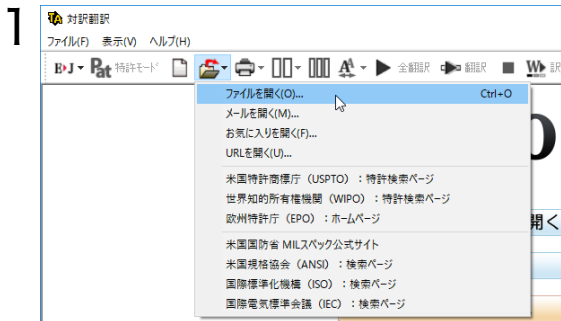 1
対訳翻訳
ファイル(F) 表示(V) ヘルプ(H)
E▸J Pat 特許モード 全翻訳 翻訳 W 訳
ファイルを開く(O)... Ctrl+O
メールを開く(M)...
お気に入りを開く(F)...
URLを開く(U)...
米国特許商標庁（USPTO）：特許検索ページ
世界知的所有権機関（WIPO）：特許検索ページ
欧州特許庁（EPO）：ホームページ
開く
米国国防省 MILスペック公式サイト
米国規格協会（ANSI）：検索ページ
国際標準化機構（ISO）：検索ページ
国際電気標準会議（IEC）：検索ページ